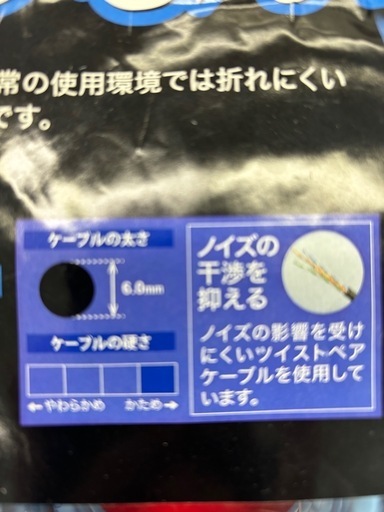 常の使用環境では折れにくい
です。
ケーブルの太さ
6.0mm
ケーブルの硬さ
←やわらかめ かため→
ノイズの
干渉を
抑える
ノイズの影響を受け
にくいツイストペア
ケーブルを使用して
います。